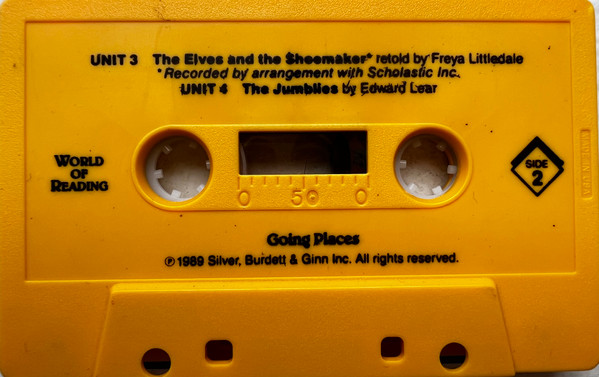 UNIT 3 The Elves and the Shoemaker* retold by Freya Littledale
*Recorded by arrangement with Scholastic Inc.
UNIT 4 The Jumblies by Edward Lear
WORLD
OF
READING
SIDE
2
0 50 0
Going Places
℗ 1989 Silver, Burdett & Ginn Inc. All rights reserved.